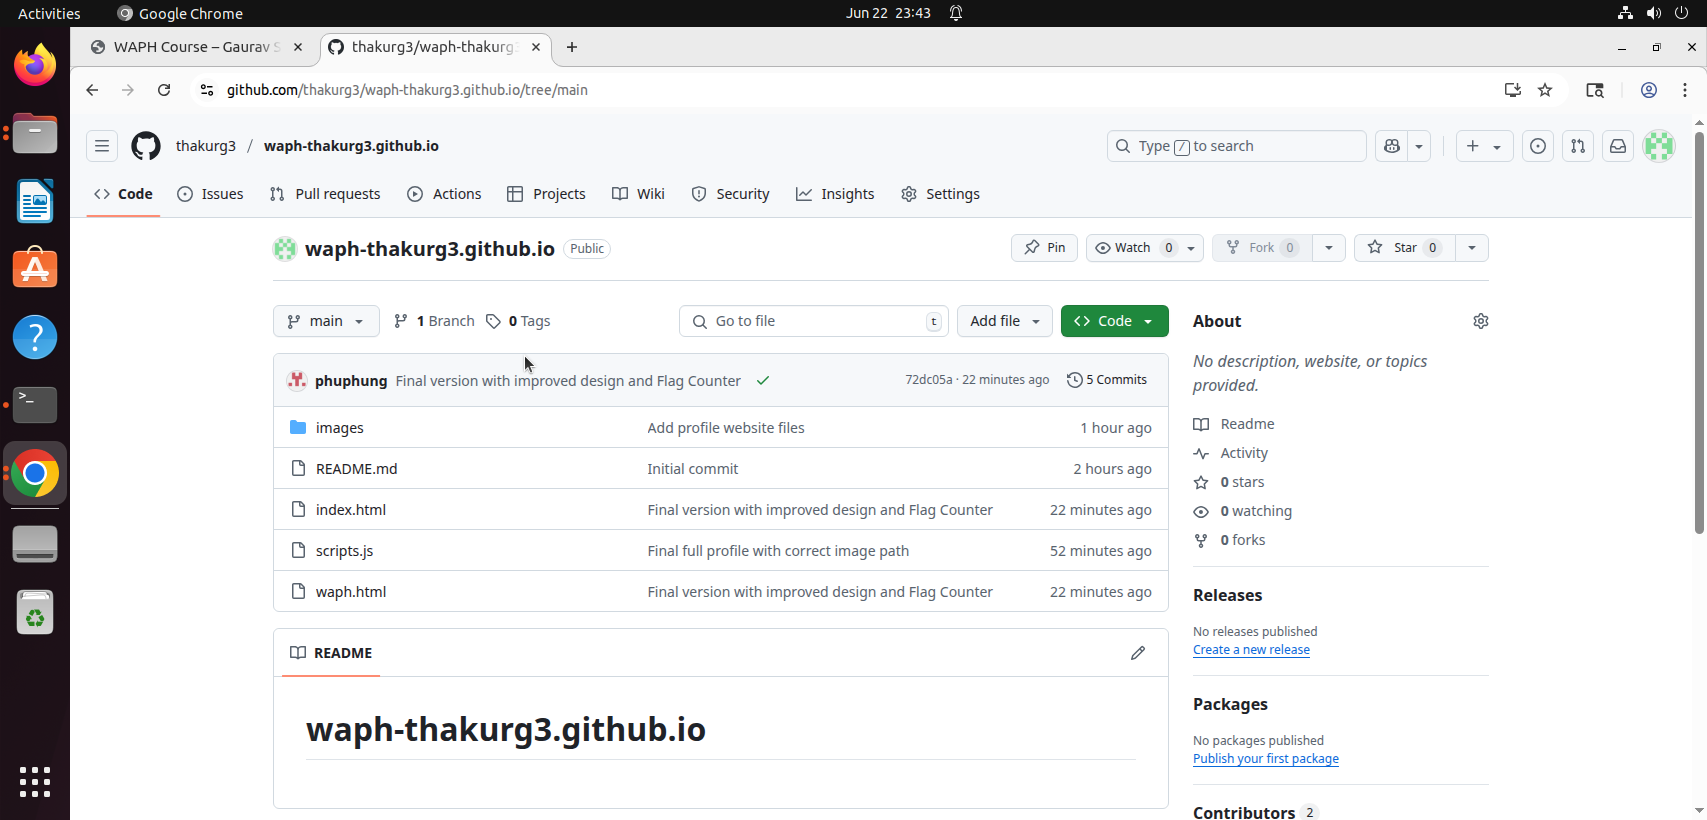 Activities Google Chrome Jun 22 23:43
WAPH Course – Gaurav S thakurg3/waph-thakurg
github.com/thakurg3/waph-thakurg3.github.io/tree/main
thakurg3 / waph-thakurg3.github.io Type / to search
Code Issues Pull requests Actions Projects Wiki Security Insights Settings
waph-thakurg3.github.io Public Pin Watch 0 Fork 0 Star 0
main 1 Branch 0 Tags Go to file t Add file Code
phuphung Final version with improved design and Flag Counter 72dc05a · 22 minutes ago 5 Commits
images Add profile website files 1 hour ago
README.md Initial commit 2 hours ago
index.html Final version with improved design and Flag Counter 22 minutes ago
scripts.js Final full profile with correct image path 52 minutes ago
waph.html Final version with improved design and Flag Counter 22 minutes ago
README
waph-thakurg3.github.io
About
No description, website, or topics
provided.
Readme
Activity
0 stars
0 watching
0 forks
Releases
No releases published
Create a new release
Packages
No packages published
Publish your first package
Contributors 2